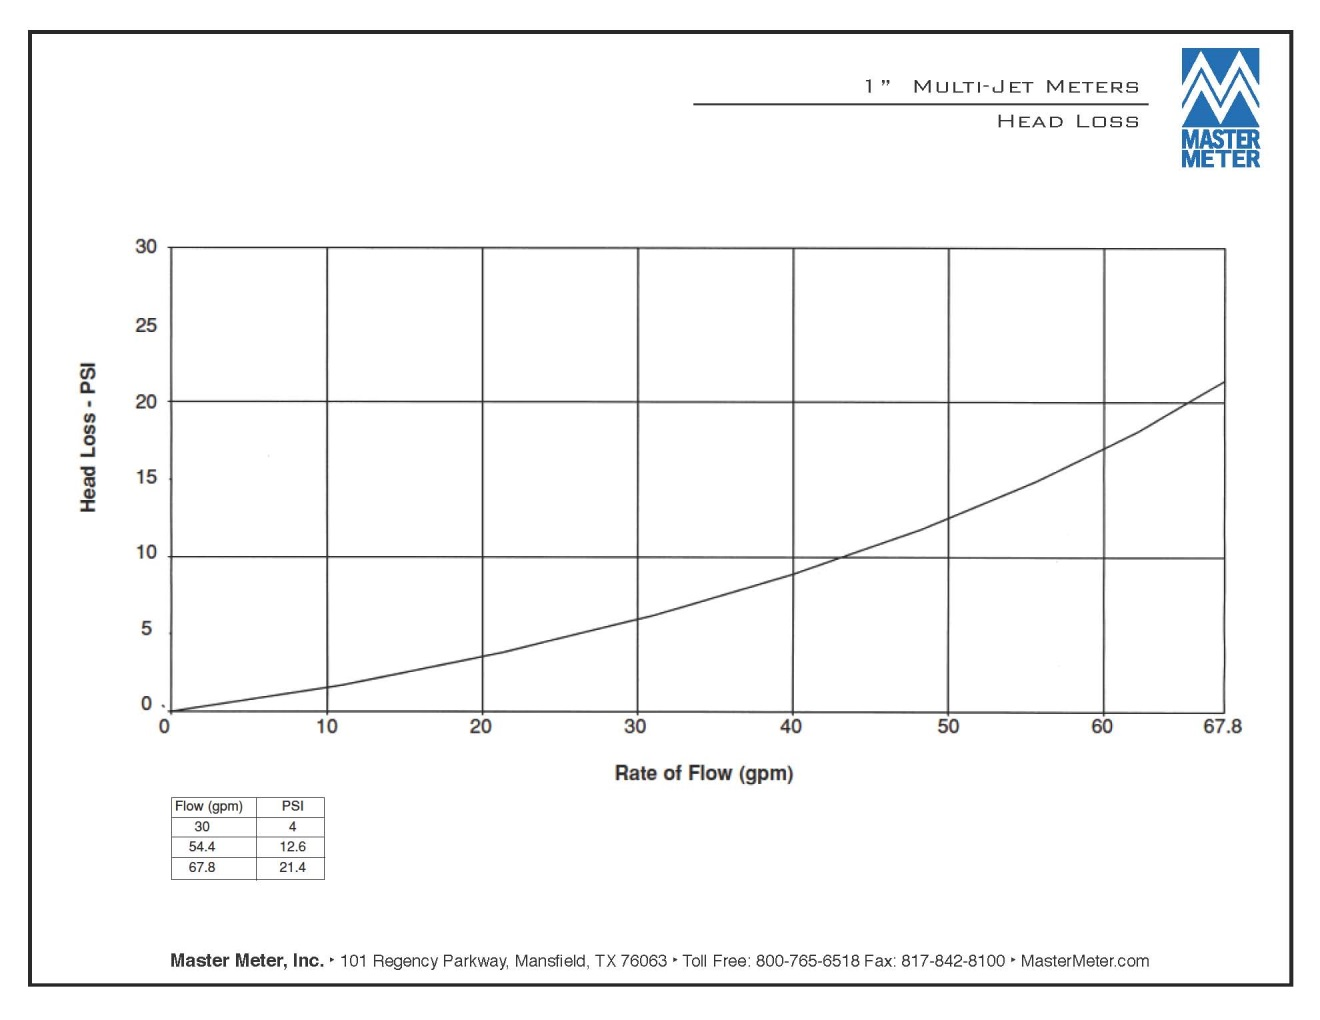 1” MULTI-JET METERS
HEAD LOSS
MASTER
METER
30
25
20
15
10
5
0
Head Loss - PSI
0 10 20 30 40 50 60 67.8
Rate of Flow (gpm)
Flow (gpm) PSI
30 4
54.4 12.6
67.8 21.4
Master Meter, Inc. ‣ 101 Regency Parkway, Mansfield, TX 76063 ‣ Toll Free: 800-765-6518 Fax: 817-842-8100 ‣ MasterMeter.com